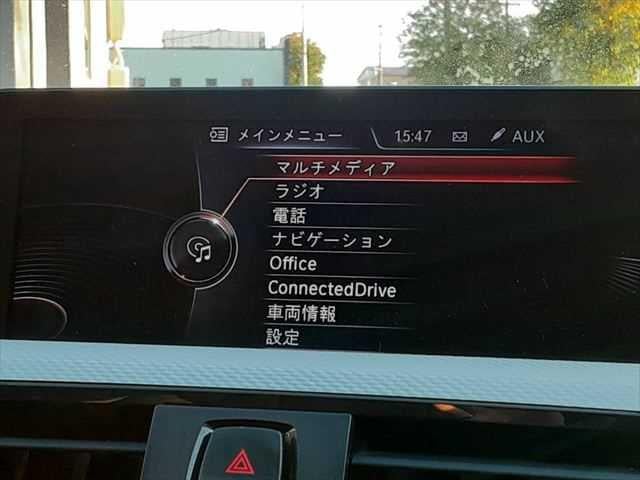 メインメニュー 15:47 AUX
マルチメディア
ラジオ
電話
ナビゲーション
Office
ConnectedDrive
車両情報
設定